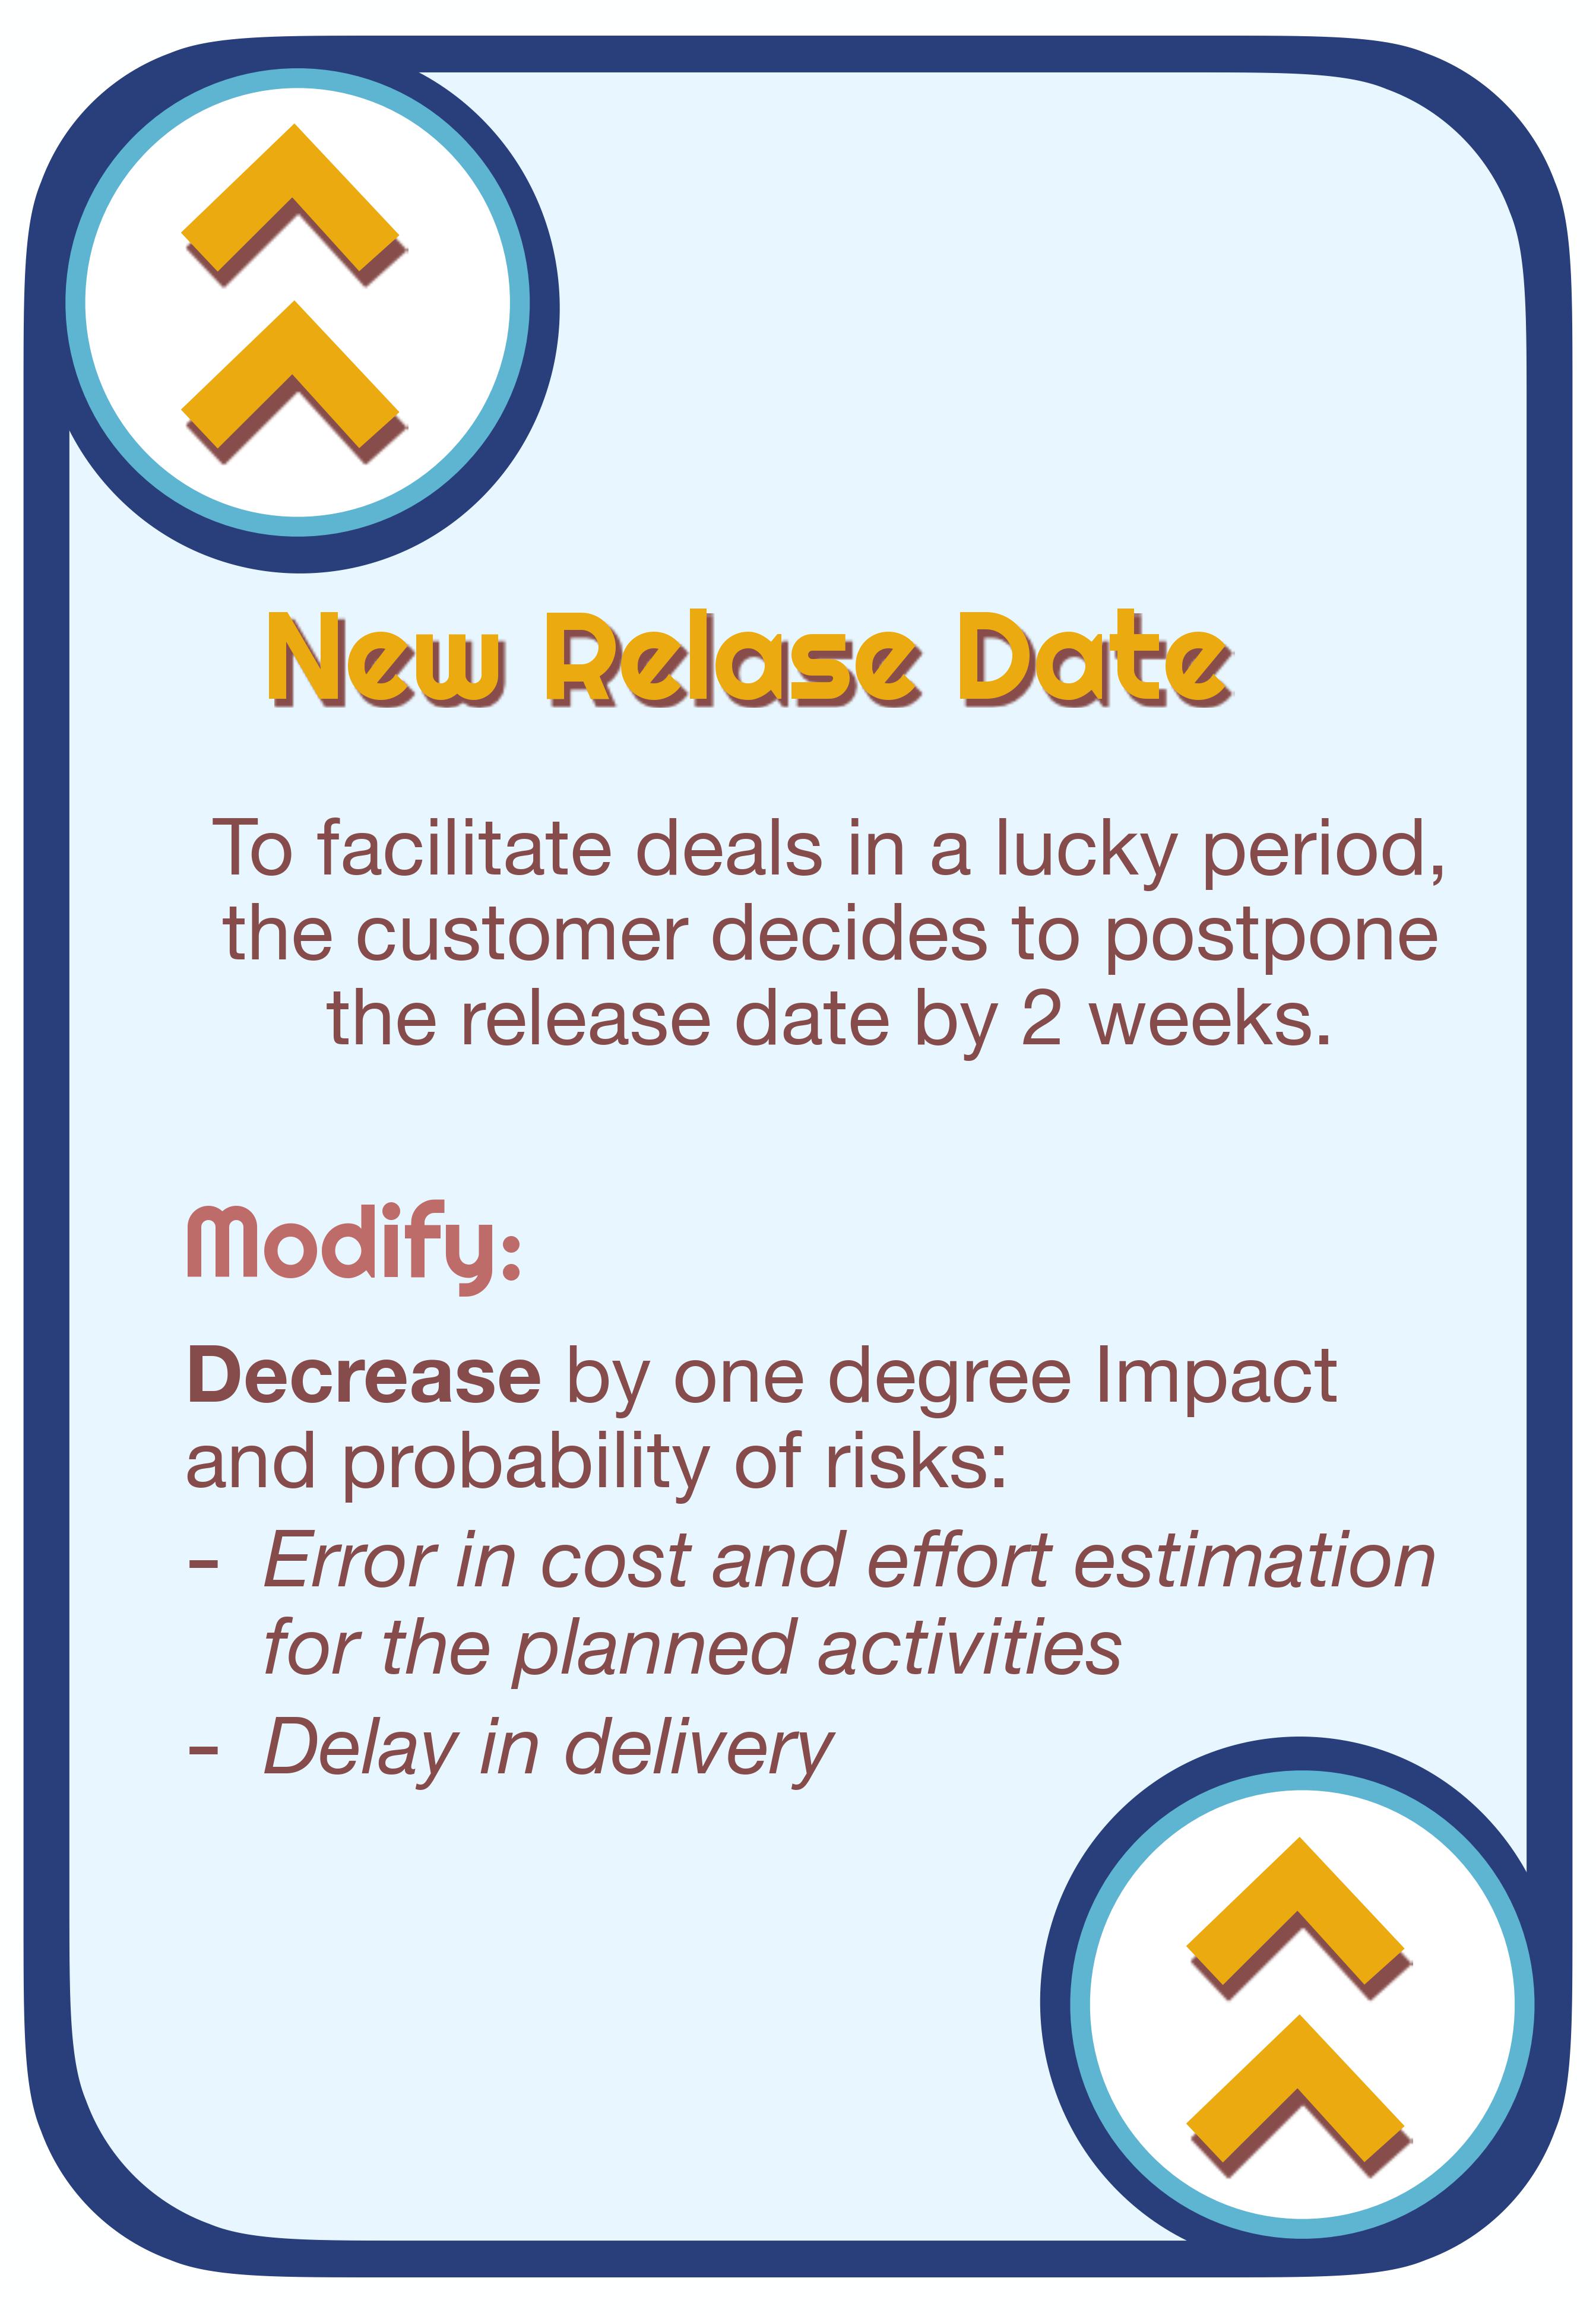 New Relase Date
To facilitate deals in a lucky period,
the customer decides to postpone
the release date by 2 weeks.
Modify:
Decrease by one degree Impact
and probability of risks:
- Error in cost and effort estimation
for the planned activities
- Delay in delivery